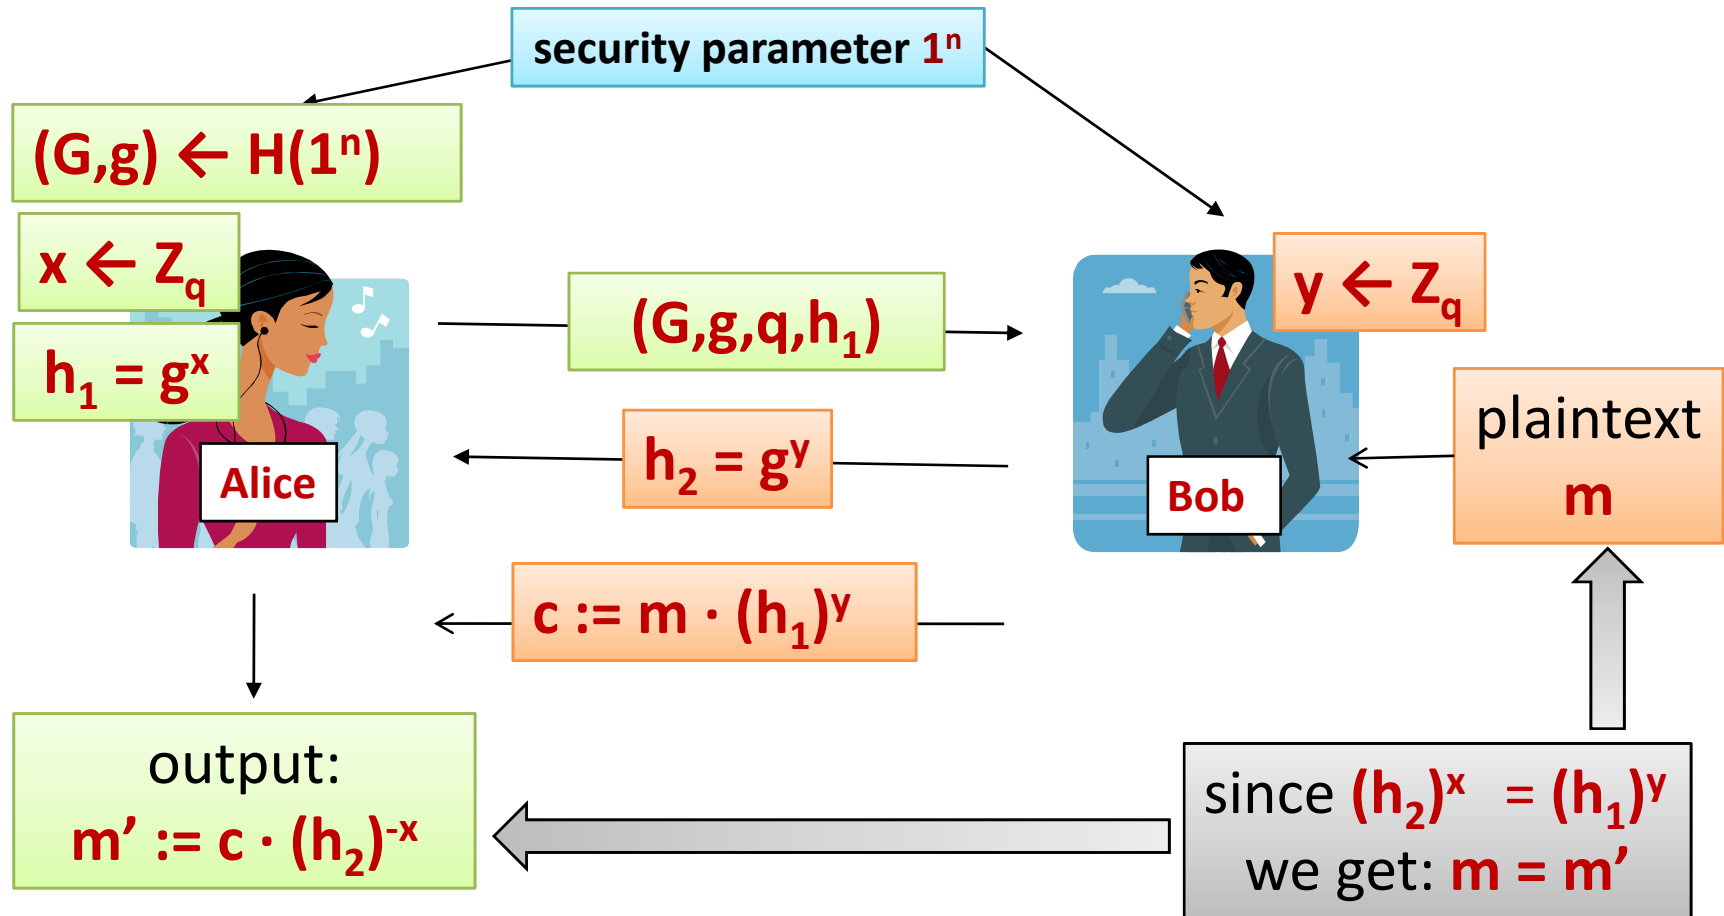 security parameter 1ⁿ
(G,g) ← H(1ⁿ)
x ← Z_q
h₁ = gˣ
(G,g,q,h₁)
y ← Z_q
h₂ = gʸ
plaintext
m
Alice
Bob
c := m · (h₁)ʸ
output:
m’ := c · (h₂)⁻ˣ
since (h₂)ˣ = (h₁)ʸ
we get: m = m’